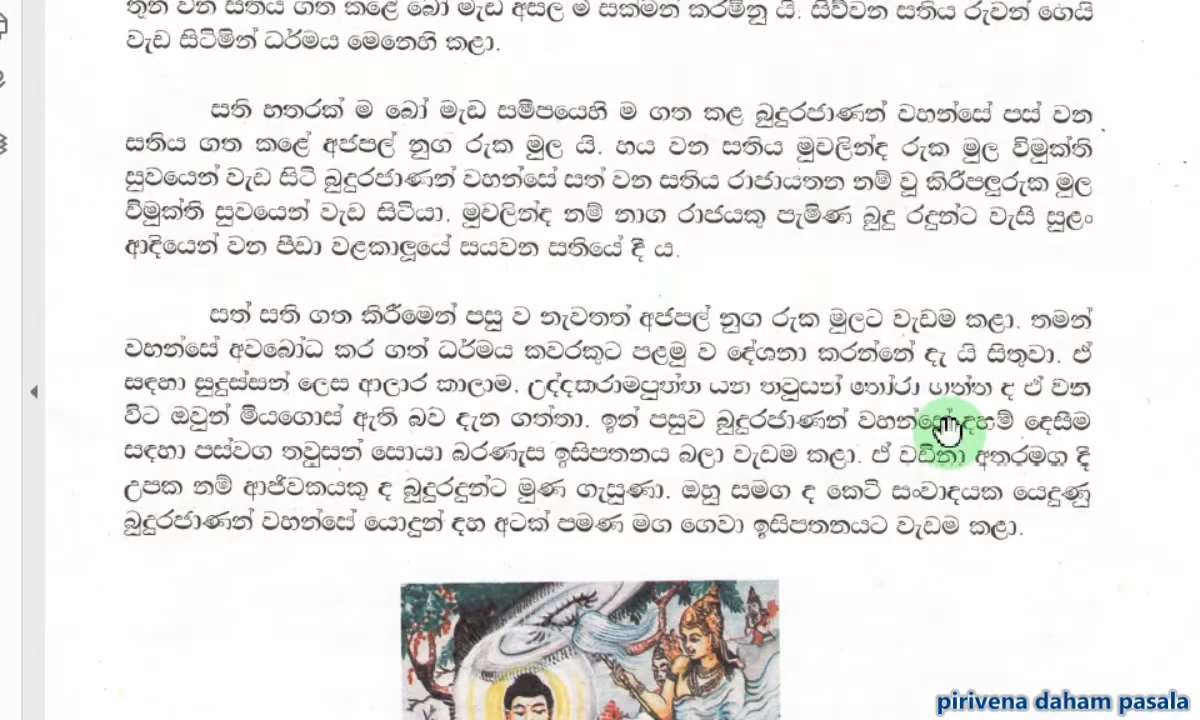 තුන් වන සතිය ගත කළේ බෝ මැඩ අසල ම සක්මන් කරමිනු යි. සිව්වන සතිය රුවන් ගෙයි
වැඩ සිටිමින් ධර්මය මෙනෙහි කළා.
සති හතරක් ම බෝ මැඩ සමීපයෙහි ම ගත කළ බුදුරජාණන් වහන්සේ පස් වන
සතිය ගත කළේ අජපල් නුග රුක මුල යි. හය වන සතිය මුචලින්ද රුක මුල විමුක්ති
සුවයෙන් වැඩ සිටි බුදුරජාණන් වහන්සේ සත් වන සතිය රාජායතන නම් වූ කිරිපලුරුක මුල
විමුක්ති සුවයෙන් වැඩ සිටියා. මුචලින්ද නම් නාග රාජයකු පැමිණ බුදු රදුන්ට වැසි සුළං
ආදියෙන් වන පීඩා වළකාලූයේ සයවන සතියේ දී ය.
සත් සති ගත කිරීමෙන් පසු ව නැවතත් අජපල් නුග රුක මුලට වැඩම කළා. තමන්
වහන්සේ අවබෝධ කර ගත් ධර්මය කවරකුට පළමු ව දේශනා කරන්නේ දැ යි සිතුවා. ඒ
සඳහා සුදුස්සන් ලෙස ආලාර කාලාම, උද්දකරාමපුත්ත යන තවුසන් තෝරා ගත්ත ද ඒ වන
විට ඔවුන් මියගොස් ඇති බව දැන ගත්තා. ඉන් පසුව බුදුරජාණන් වහන්සේ දහම් දෙසීම
සඳහා පස්වග තවුසන් සොයා බරණැස ඉසිපතනය බලා වැඩම කළා. ඒ වඩිනා අතරමග දී
උපක නම් ආජීවකයකු ද බුදුරදුන්ට මුණ ගැසුණා. ඔහු සමග ද කෙටි සංවාදයක යෙදුණු
බුදුරජාණන් වහන්සේ යොදුන් දහ අටක් පමණ මග ගෙවා ඉසිපතනයට වැඩම කළා.
pirivena daham pasala